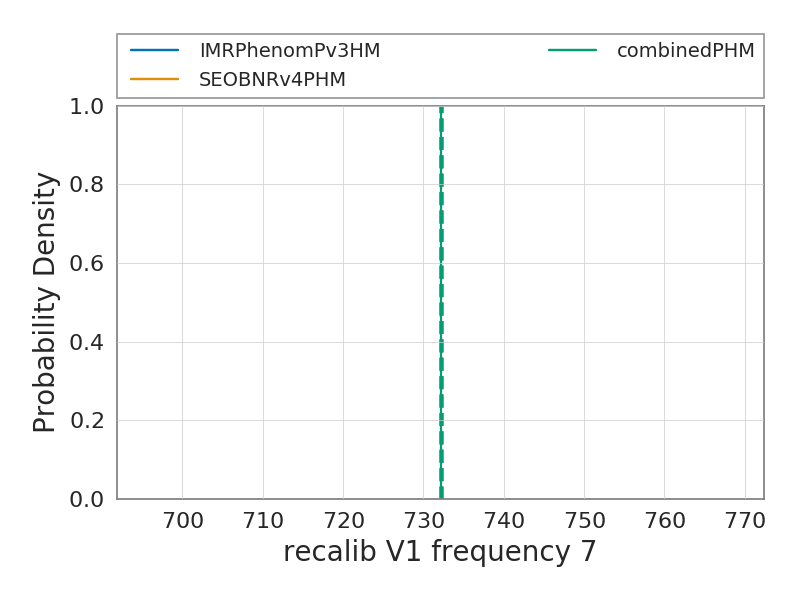 IMRPhenomPv3HM
SEOBNRv4PHM
combinedPHM
1.0
0.8
0.6
0.4
0.2
0.0
Probability Density
700 710 720 730 740 750 760 770
recalib V1 frequency 7